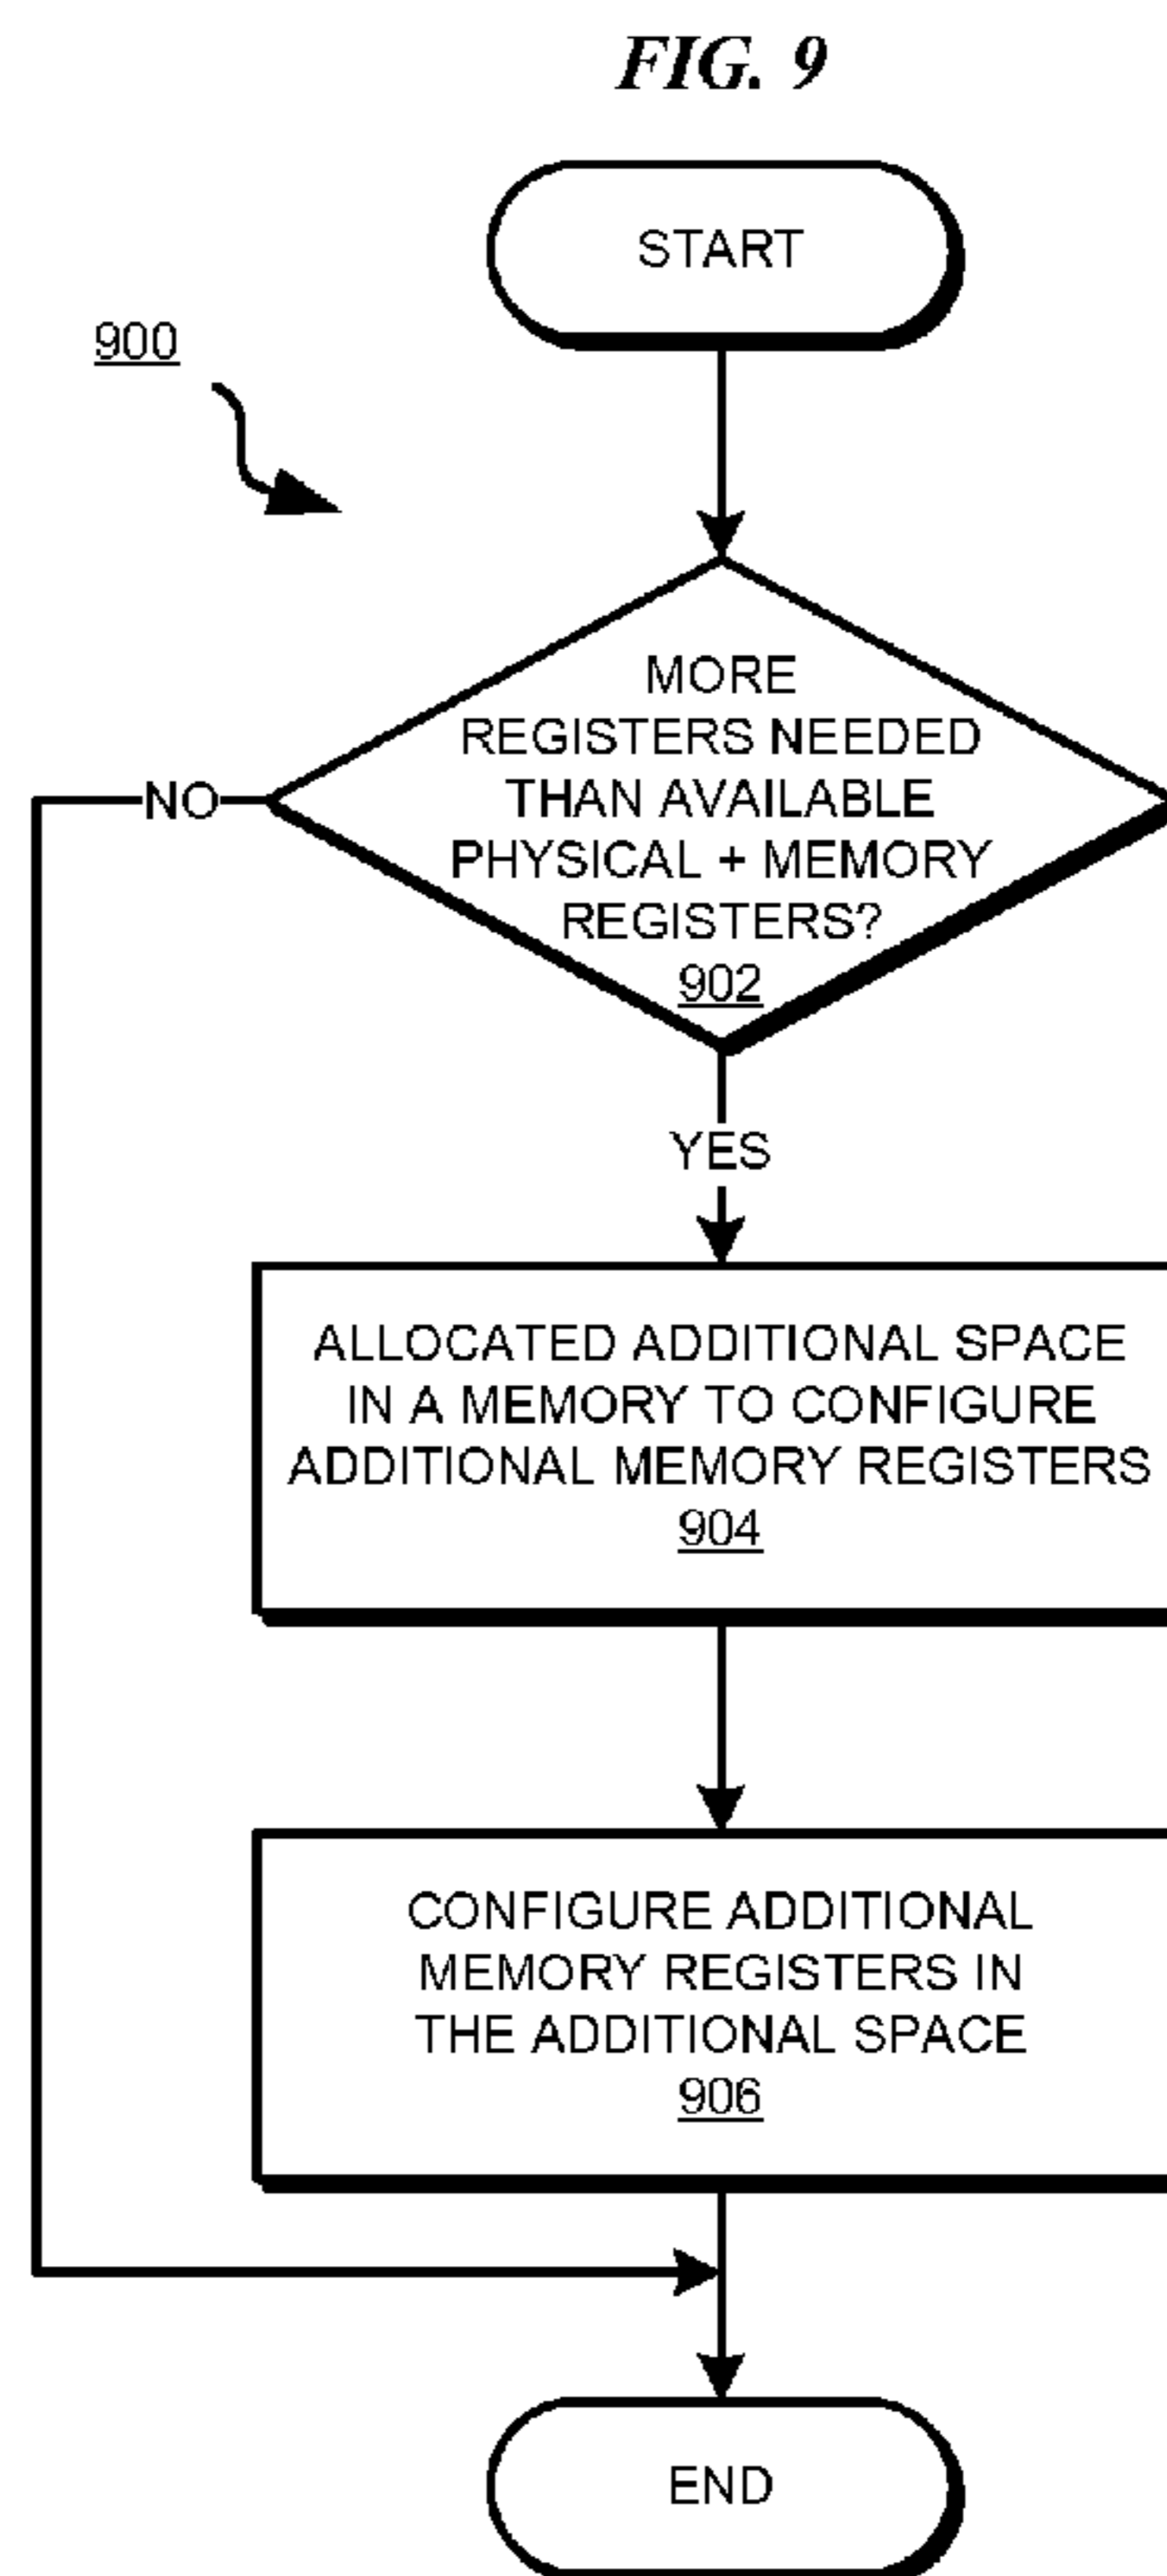 FIG. 9
START
900
MORE
REGISTERS NEEDED
THAN AVAILABLE
PHYSICAL + MEMORY
REGISTERS?
902
NO
YES
ALLOCATED ADDITIONAL SPACE
IN A MEMORY TO CONFIGURE
ADDITIONAL MEMORY REGISTERS
904
CONFIGURE ADDITIONAL
MEMORY REGISTERS IN
THE ADDITIONAL SPACE
906
END